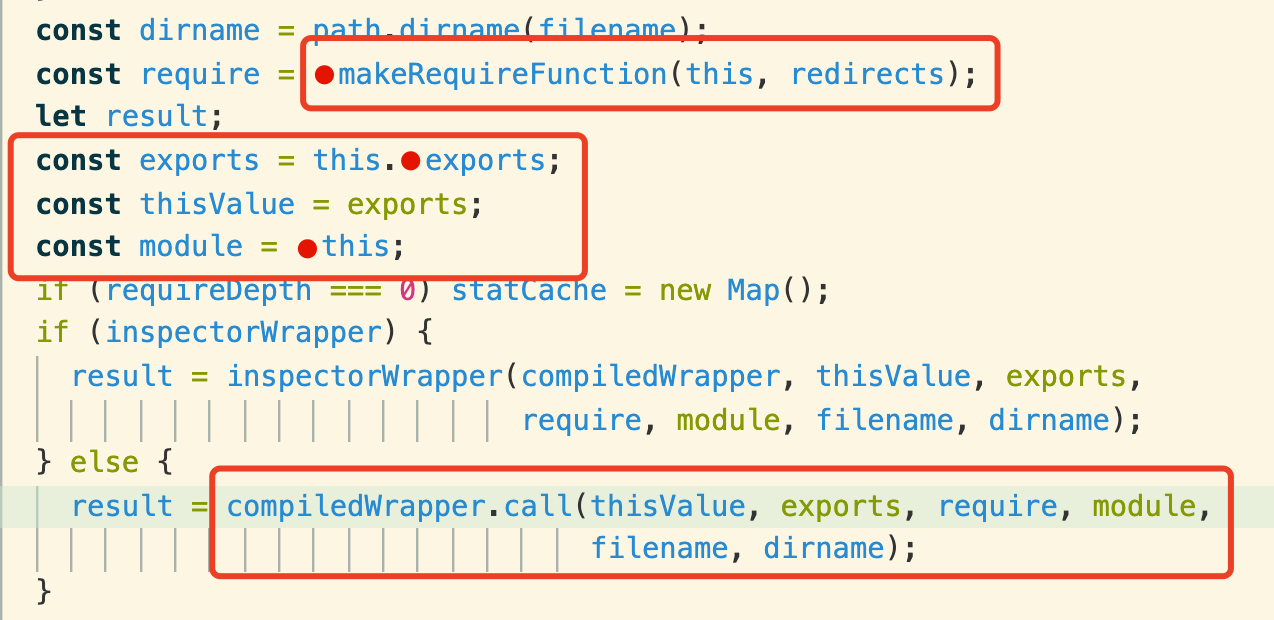 const dirname = path.dirname(filename);
const require = makeRequireFunction(this, redirects);
let result;
const exports = this.exports;
const thisValue = exports;
const module = this;
if (requireDepth === 0) statCache = new Map();
if (inspectorWrapper) {
result = inspectorWrapper(compiledWrapper, thisValue, exports,
require, module, filename, dirname);
} else {
result = compiledWrapper.call(thisValue, exports, require, module,
filename, dirname);
}